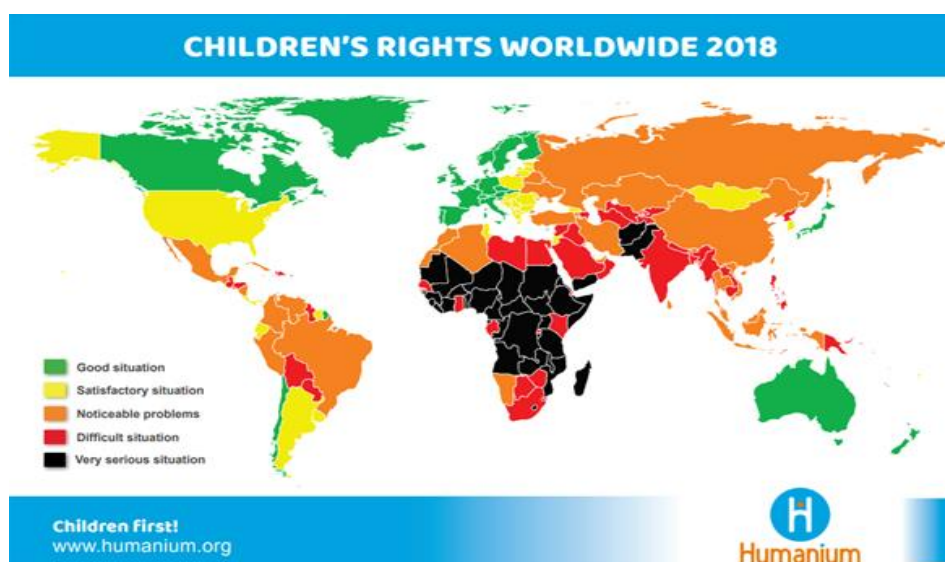 CHILDREN'S RIGHTS WORLDWIDE 2018
Good situation
Satisfactory situation
Noticeable problems
Difficult situation
Very serious situation
Children First!
www.humanium.org
H
Humanium